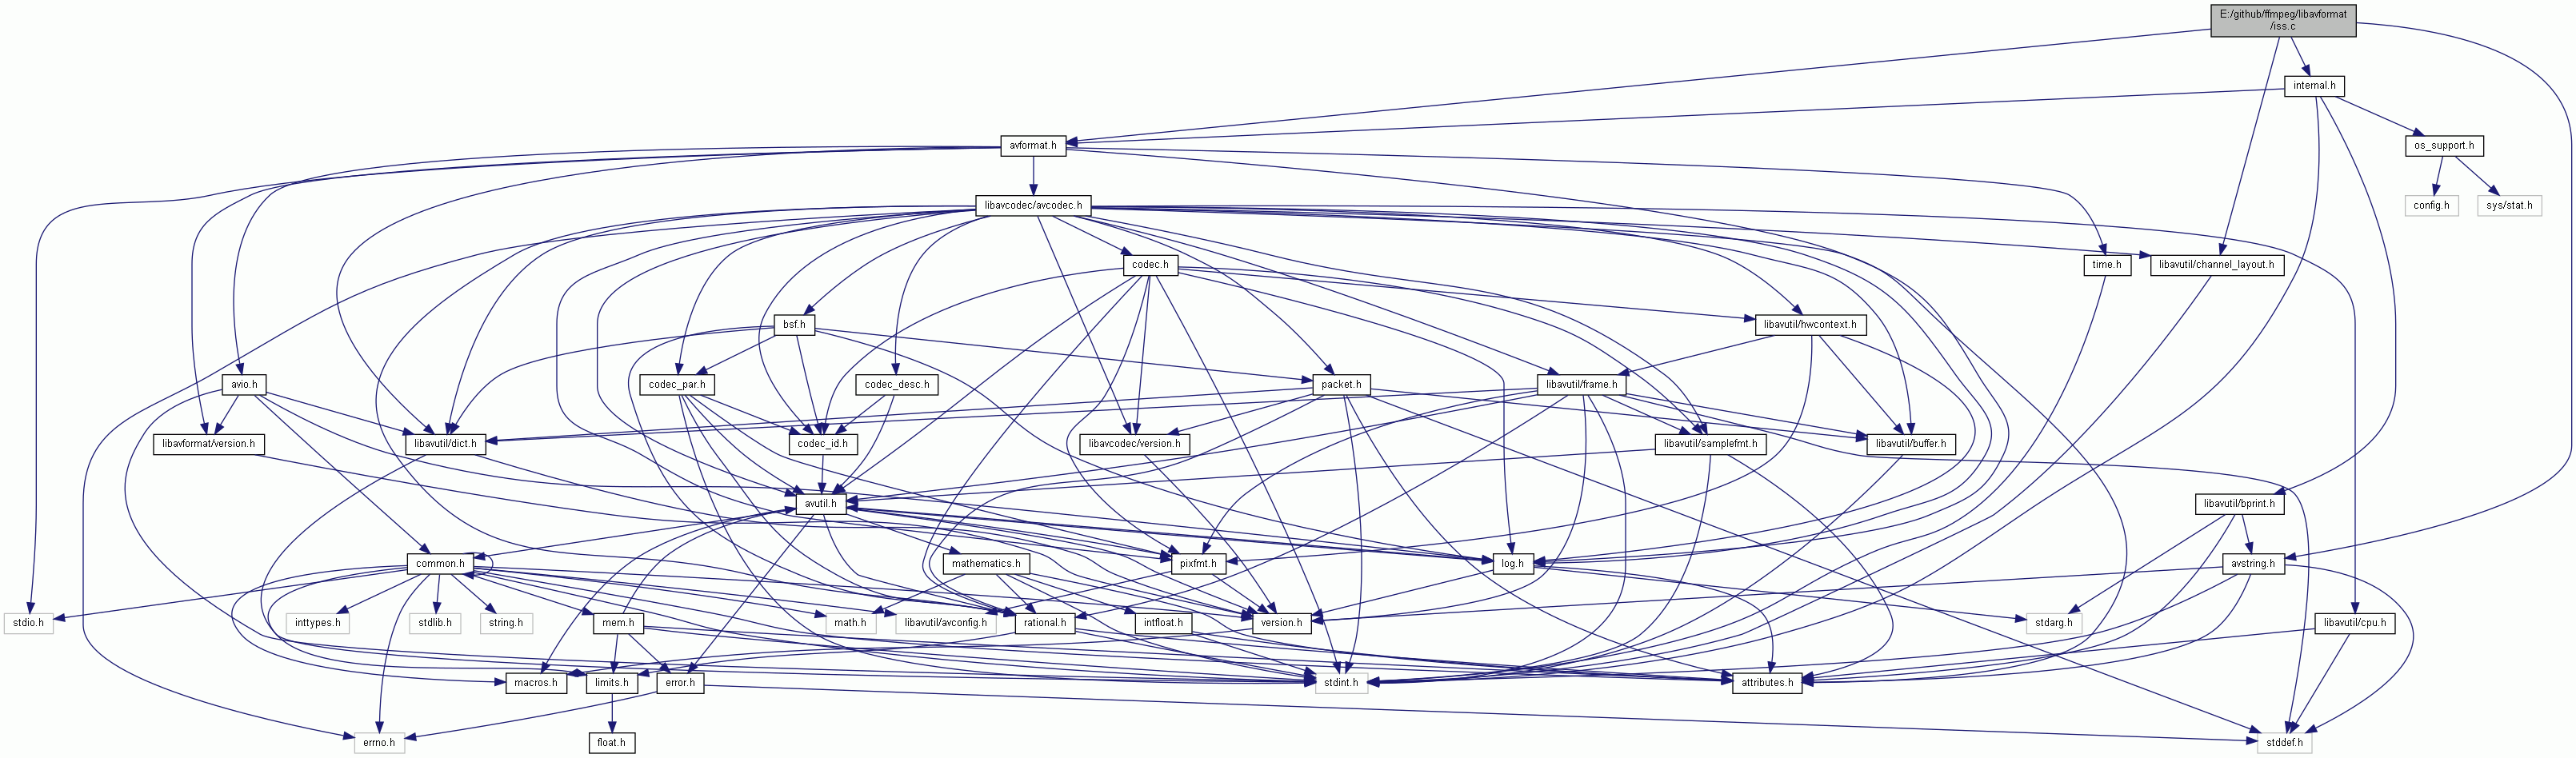 E:/github/ffmpeg/libavformat
/iss.c
internal.h
avformat.h
os_support.h
libavcodec/avcodec.h
config.h
sys/stat.h
codec.h
time.h
libavutil/channel_layout.h
bsf.h
libavutil/hwcontext.h
avio.h
codec_par.h
codec_desc.h
packet.h
libavutil/frame.h
libavformat/version.h
libavutil/dict.h
codec_id.h
libavcodec/version.h
libavutil/samplefmt.h
libavutil/buffer.h
avutil.h
libavutil/bprint.h
common.h
mathematics.h
pixfmt.h
log.h
avstring.h
stdio.h
inttypes.h
stdlib.h
string.h
mem.h
math.h
libavutil/avconfig.h
rational.h
intfloat.h
version.h
stdarg.h
libavutil/cpu.h
macros.h
limits.h
error.h
stdint.h
attributes.h
errno.h
float.h
stddef.h